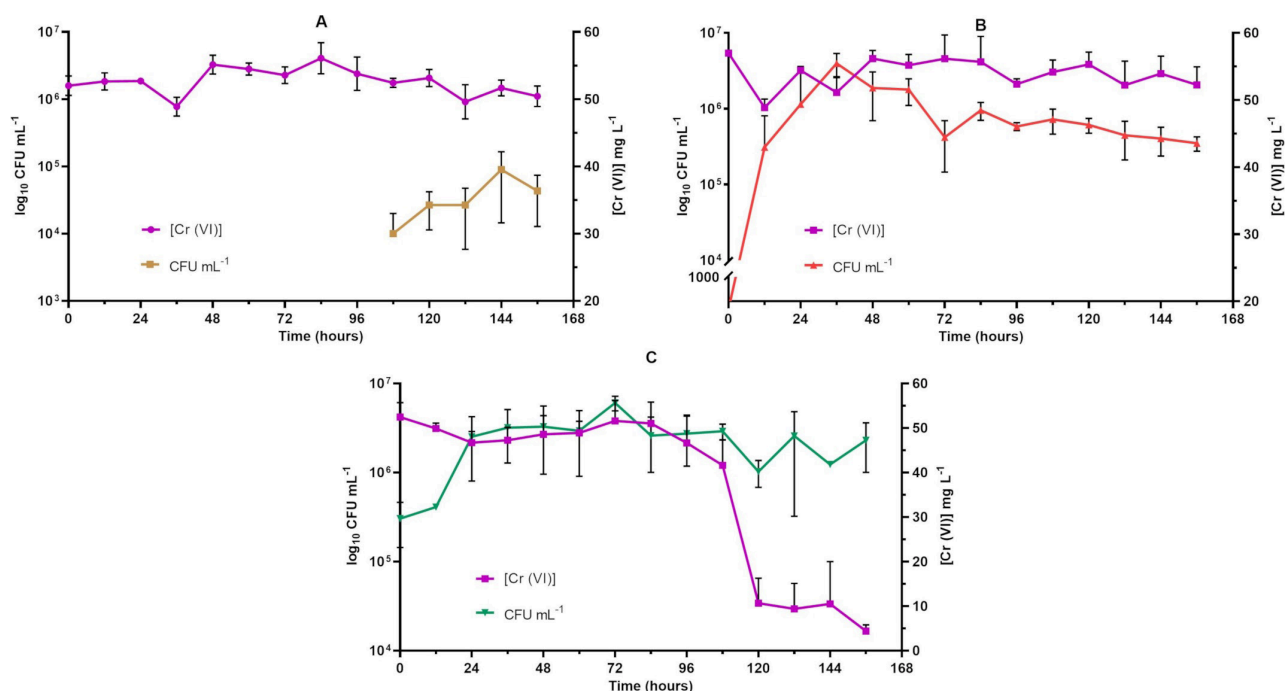 A
10⁷
10⁶
10⁵
10⁴
10³
log₁₀ CFU mL⁻¹
60
50
40
30
20
[Cr (VI)] mg L⁻¹
[Cr (VI)]
CFU mL⁻¹
0 24 48 72 96 120 144 168
Time (hours)
B
10⁷
10⁶
10⁵
10⁴
1000
log₁₀ CFU mL⁻¹
60
50
40
30
20
[Cr (VI)] mg L⁻¹
[Cr (VI)]
CFU mL⁻¹
0 24 48 72 96 120 144 168
Time (hours)
C
10⁷
10⁶
10⁵
10⁴
log₁₀ CFU mL⁻¹
60
50
40
30
20
10
0
[Cr (VI)] mg L⁻¹
[Cr (VI)]
CFU mL⁻¹
0 24 48 72 96 120 144 168
Time (hours)